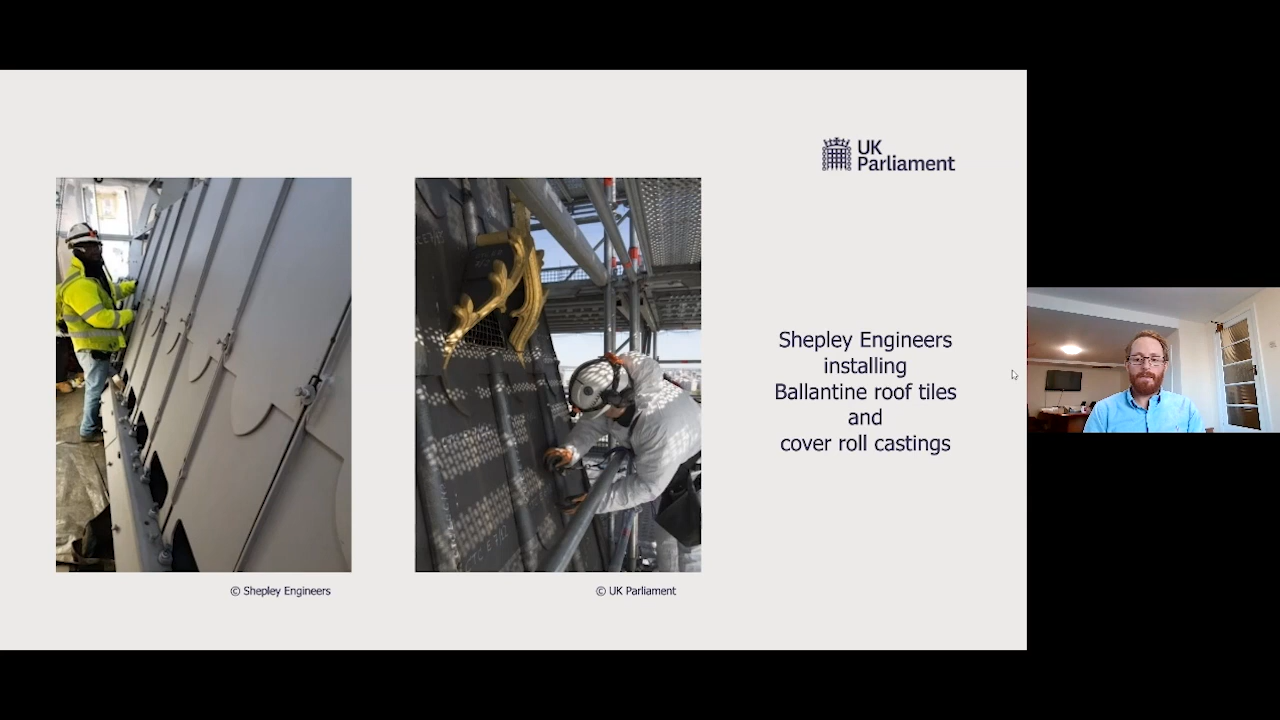 UK
Parliament
Shepley Engineers
installing
Ballantine roof tiles
and
cover roll castings
© Shepley Engineers
© UK Parliament